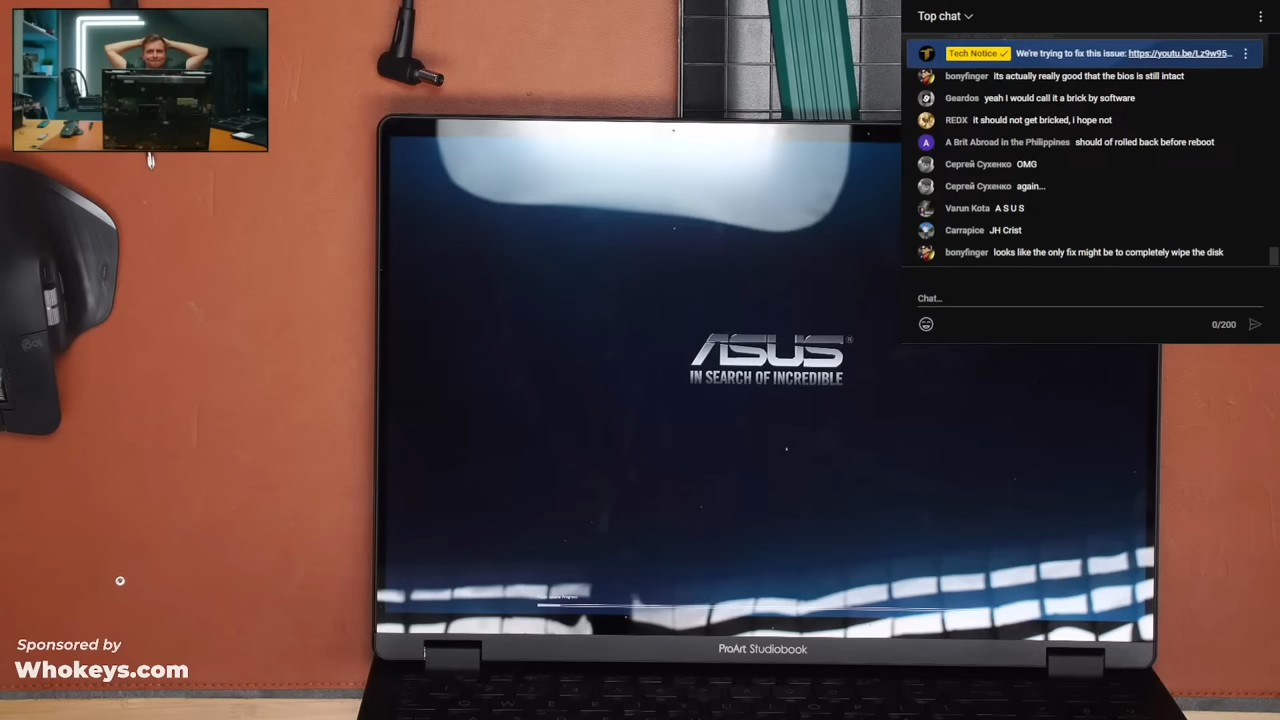 Top chat
Tech Notice We're trying to fix this issue: https://youtu.be/Lz9w95...
bonyfinger Its actually really good that the bios is still intact
Geardos yeah I would call it a brick by software
REDX it should not get bricked, i hope not
A Brit Abroad in the Philippines should of rolled back before reboot
A
Сергей Сухенко OMG
Сергей Сухенко again...
Varun Kota A S U S
Carrapice JH Crist
bonyfinger looks like the only fix might be to completely wipe the disk
Chat...
0/200
ASUS
IN SEARCH OF INCREDIBLE
ProArt Studiobook
Sponsored by
Whokeys.com